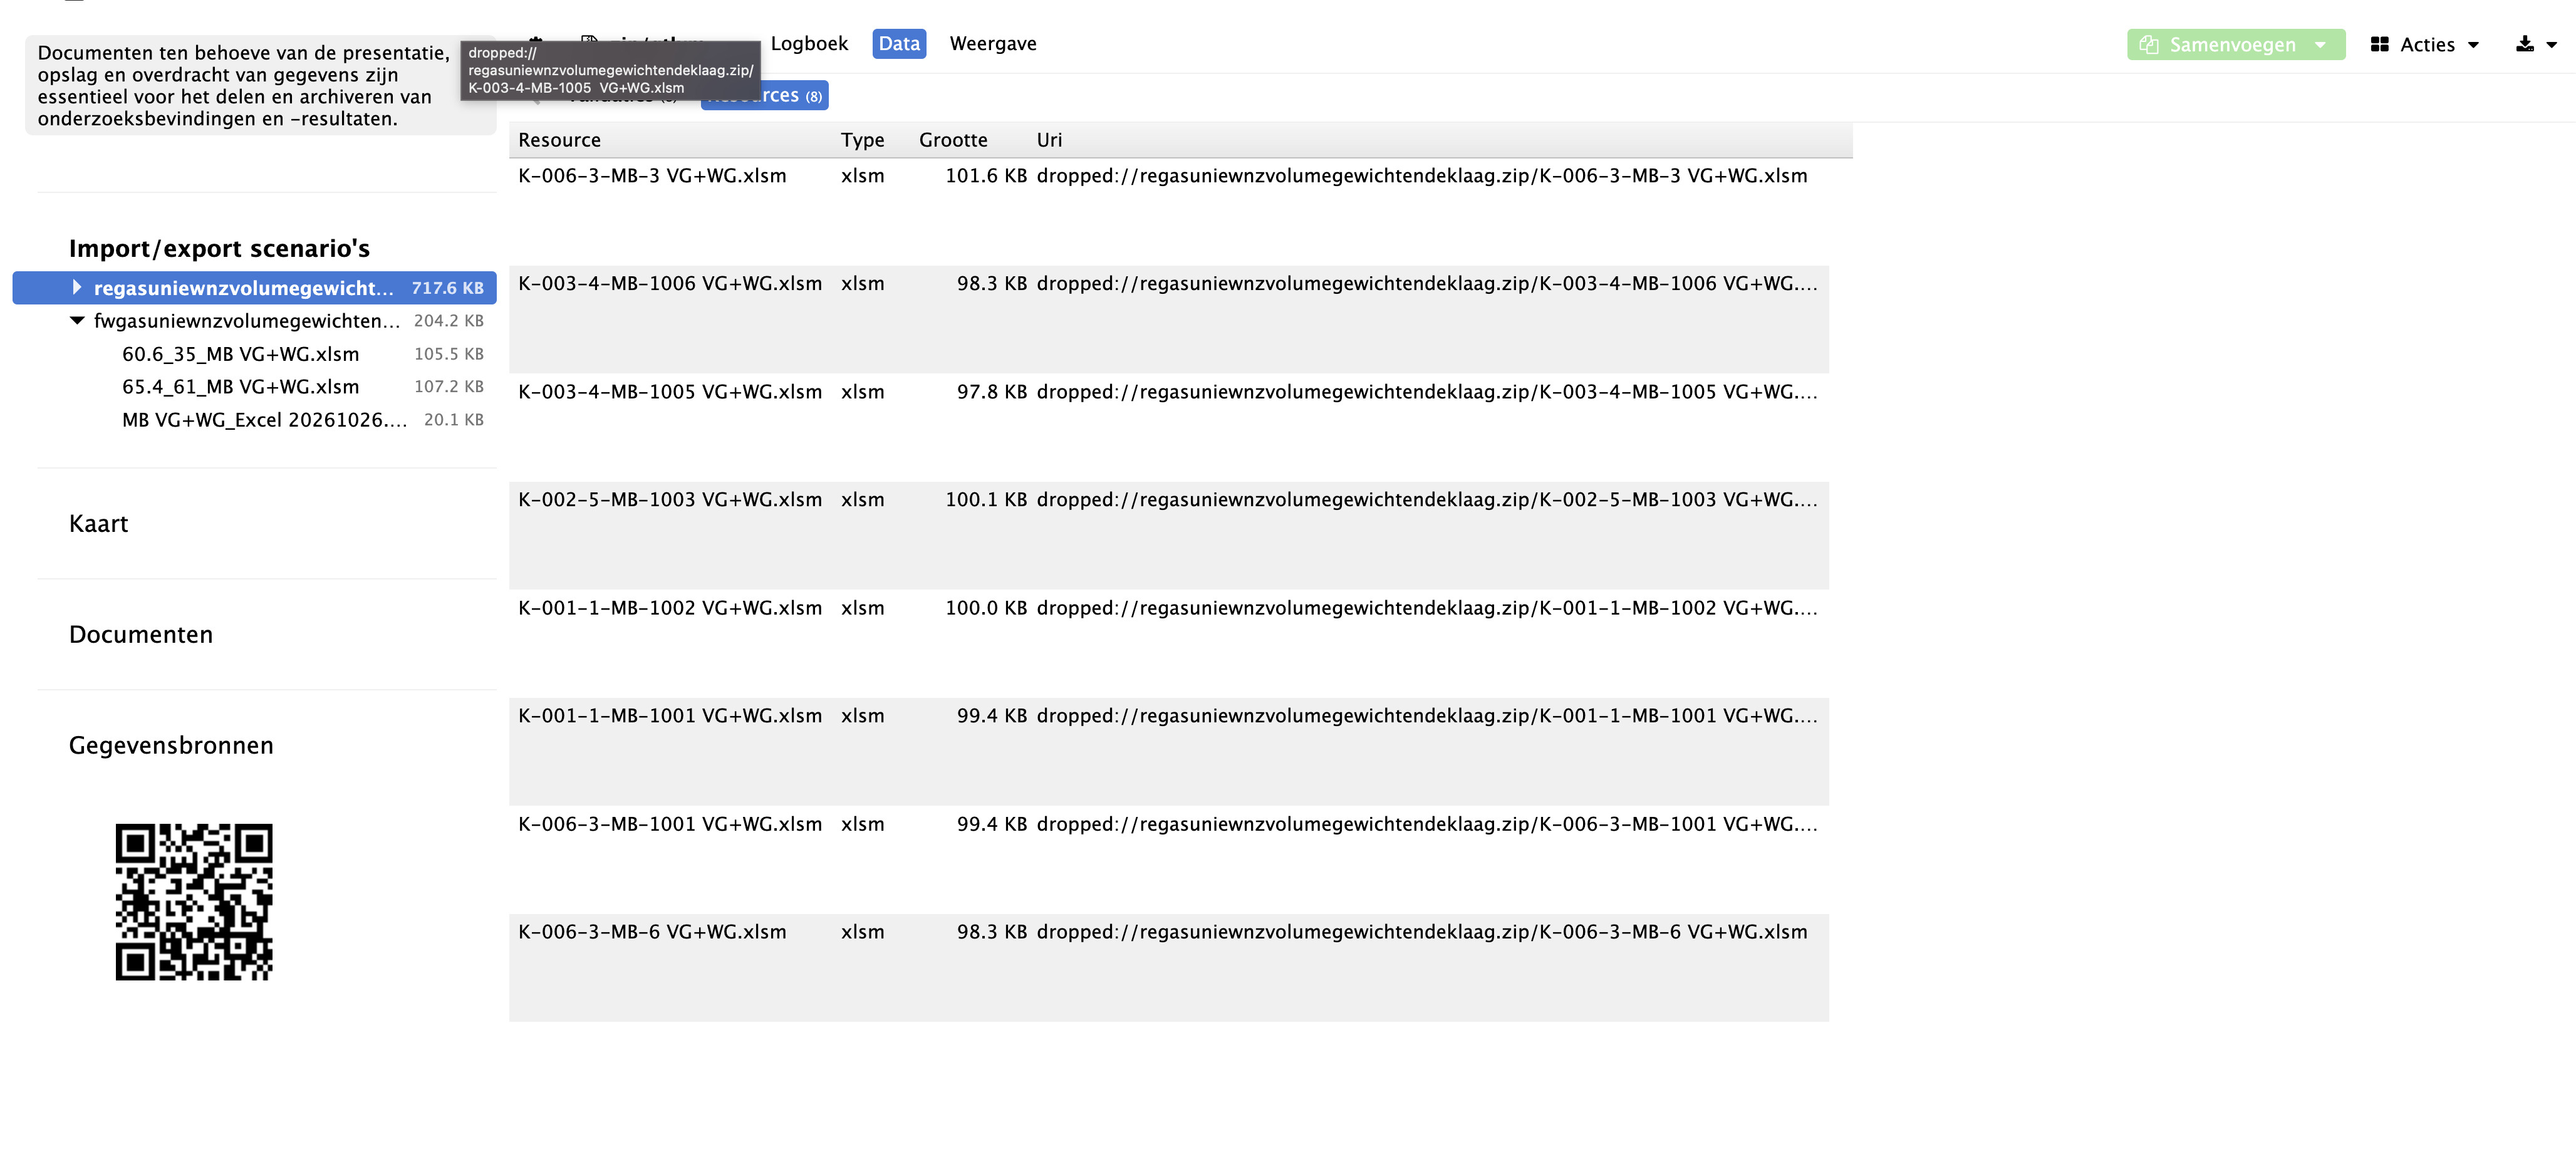 Documenten ten behoeve van de presentatie,
opslag en overdracht van gegevens zijn
essentieel voor het delen en archiveren van
onderzoeksbevindingen en -resultaten.
dropped://
regasuniewnzvolumegewichtendeklaag.zip/
K-003-4-MB-1005 VG+WG.xlsm
Logboek Data Weergave
Samenvoegen Acties
(8)
Import/export scenario's
regasuniewnzvolumegewicht... 717.6 KB
fwgasuniewnzvolumegewichten... 204.2 KB
60.6_35_MB VG+WG.xlsm 105.5 KB
65.4_61_MB VG+WG.xlsm 107.2 KB
MB VG+WG_Excel 20261026.... 20.1 KB
Kaart
Documenten
Gegevensbronnen
Resource Type Grootte Uri
K-006-3-MB-3 VG+WG.xlsm xlsm 101.6 KB dropped://regasuniewnzvolumegewichtendeklaag.zip/K-006-3-MB-3 VG+WG.xlsm
K-003-4-MB-1006 VG+WG.xlsm xlsm 98.3 KB dropped://regasuniewnzvolumegewichtendeklaag.zip/K-003-4-MB-1006 VG+WG....
K-003-4-MB-1005 VG+WG.xlsm xlsm 97.8 KB dropped://regasuniewnzvolumegewichtendeklaag.zip/K-003-4-MB-1005 VG+WG....
K-002-5-MB-1003 VG+WG.xlsm xlsm 100.1 KB dropped://regasuniewnzvolumegewichtendeklaag.zip/K-002-5-MB-1003 VG+WG....
K-001-1-MB-1002 VG+WG.xlsm xlsm 100.0 KB dropped://regasuniewnzvolumegewichtendeklaag.zip/K-001-1-MB-1002 VG+WG....
K-001-1-MB-1001 VG+WG.xlsm xlsm 99.4 KB dropped://regasuniewnzvolumegewichtendeklaag.zip/K-001-1-MB-1001 VG+WG....
K-006-3-MB-1001 VG+WG.xlsm xlsm 99.4 KB dropped://regasuniewnzvolumegewichtendeklaag.zip/K-006-3-MB-1001 VG+WG....
K-006-3-MB-6 VG+WG.xlsm xlsm 98.3 KB dropped://regasuniewnzvolumegewichtendeklaag.zip/K-006-3-MB-6 VG+WG.xlsm